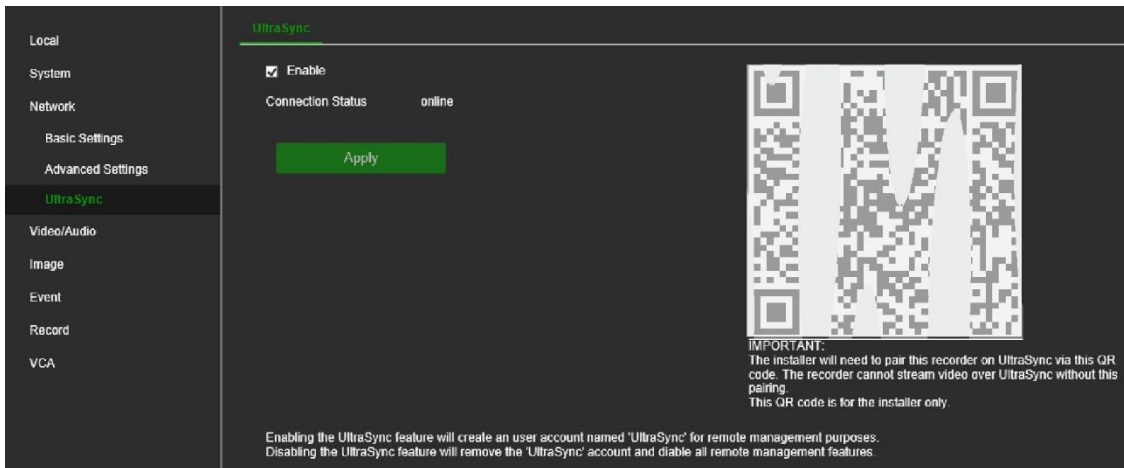 UltraSync
Local
System
Network
Basic Settings
Advanced Settings
UltraSync
Video/Audio
Image
Event
Record
VCA
Enable
Connection Status online
Apply
IMPORTANT:
The installer will need to pair this recorder on UltraSync via this QR
code. The recorder cannot stream video over UltraSync without this
pairing.
This QR code is for the installer only.
Enabling the UltraSync feature will create an user account named 'UltraSync' for remote management purposes.
Disabling the UltraSync feature will remove the 'UltraSync' account and diable all remote management features.